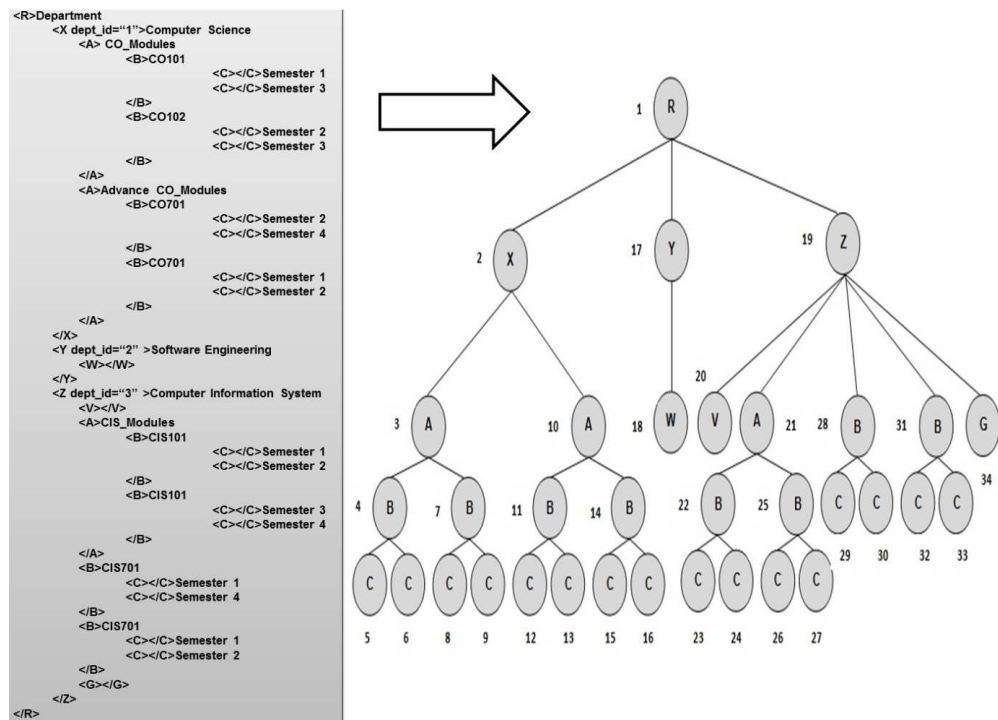 <R>Department
<X dept_id=“1”>Computer Science
<A> CO_Modules
<B>CO101
<C></C>Semester 1
<C></C>Semester 3
</B>
<B>CO102
<C></C>Semester 2
<C></C>Semester 3
</B>
</A>
<A>Advance CO_Modules
<B>CO701
<C></C>Semester 2
<C></C>Semester 4
</B>
<B>CO701
<C></C>Semester 1
<C></C>Semester 2
</B>
</A>
</X>
<Y dept_id=“2” >Software Engineering
<W></W>
</Y>
<Z dept_id=“3” >Computer Information System
<V></V>
<A>CIS_Modules
<B>CIS101
<C></C>Semester 1
<C></C>Semester 2
</B>
<B>CIS101
<C></C>Semester 3
<C></C>Semester 4
</B>
</A>
<B>CIS701
<C></C>Semester 1
<C></C>Semester 4
</B>
<B>CIS701
<C></C>Semester 1
<C></C>Semester 2
</B>
<G></G>
</Z>
</R>
1 R
2 X 17 Y 19 Z
20
3 A 10 A 18 W V A 21 28 B 31 B G
34
4 B 7 B 11 B 14 B 22 B 25 B C C C C
29 30 32 33
C C C C C C C C C C C C
5 6 8 9 12 13 15 16 23 24 26 27